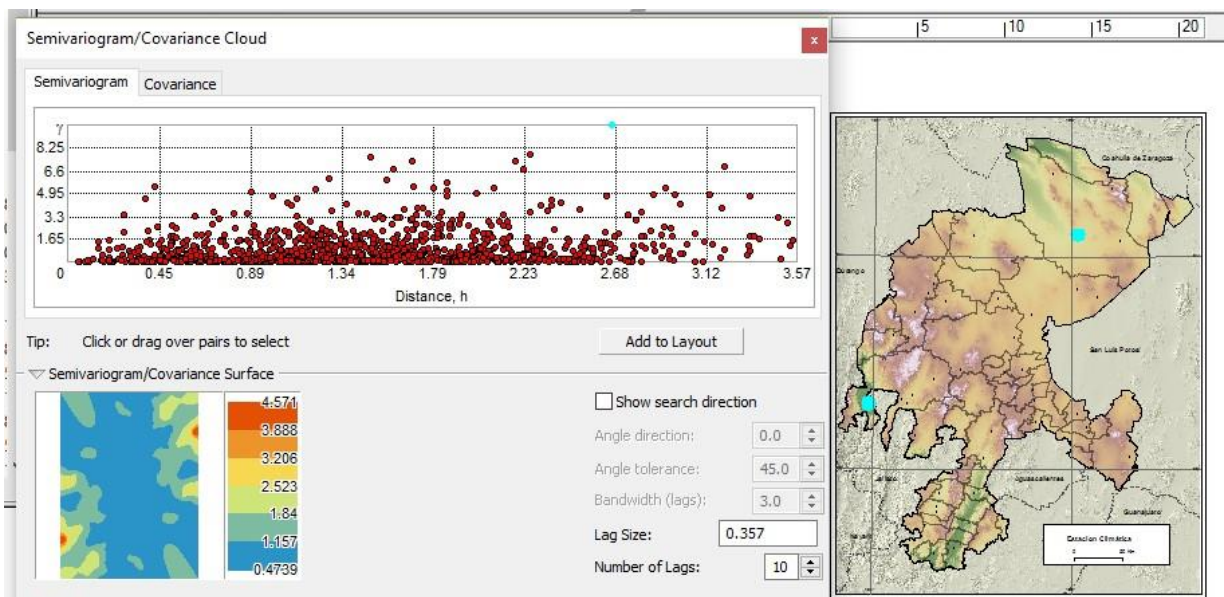 Semivariogram/Covariance Cloud
x
5 10 15 20
Semivariogram Covariance
γ
8.25
6.6
4.95
3.3
1.65
0 0.45 0.89 1.34 1.79 2.23 2.68 3.12 3.57
Distance, h
Tip: Click or drag over pairs to select Add to Layout
Semivariogram/Covariance Surface
4.571
3.888
3.206
2.523
1.84
1.157
0.4739
Show search direction
Angle direction: 0.0
Angle tolerance: 45.0
Bandwidth (lags): 3.0
Lag Size: 0.357
Number of Lags: 10
Coahuila de Zaragoza
Durango
San Luis Potosí
Jalisco
Aguascalientes
Guanajuato
Estacion Climática